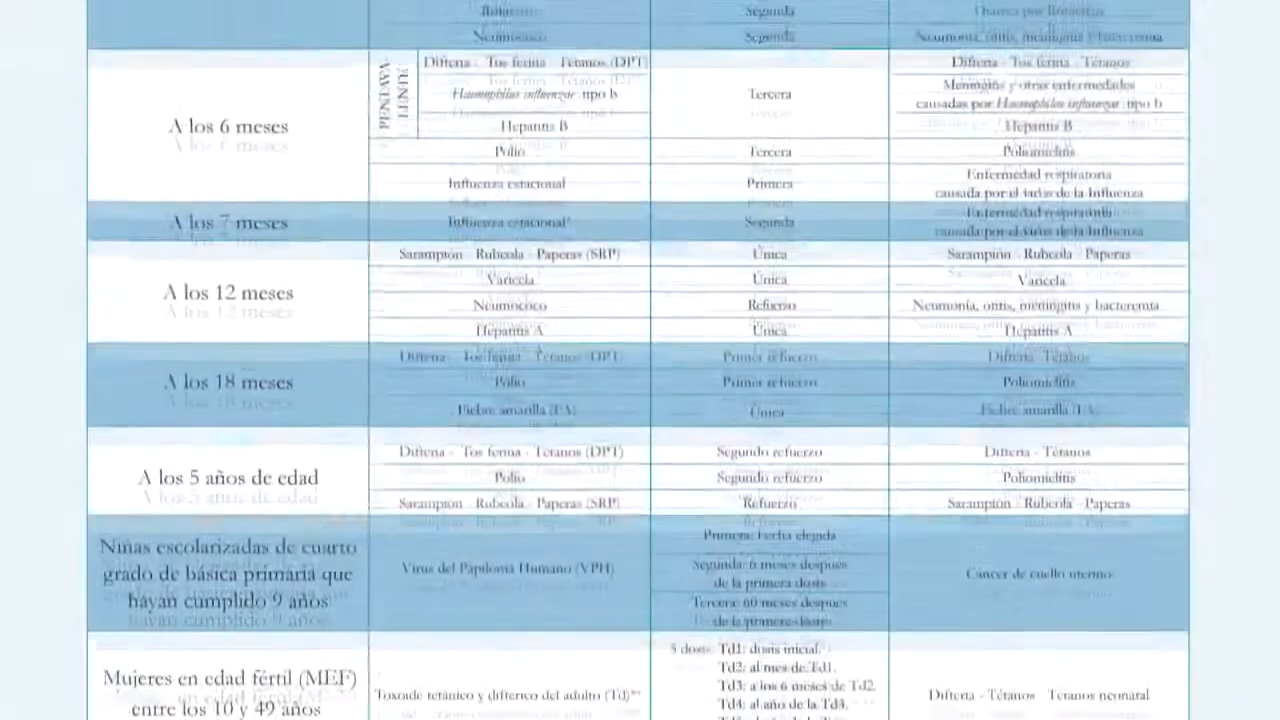 Rotavirus Segunda Diarrea por Rotavirus
Neumococo Segunda Neumonía, otitis, meningitis y bacteremia
A los 6 meses
PENTAVA
LENTE
Difteria - Tos ferina - Tétanos (DPT)
Haemophilus influenzae tipo b
Hepatitis B
Tercera
Difteria - Tos ferina - Tétanos
Meningitis y otras enfermedades
causadas por Haemophilus influenzae tipo b
Hepatitis B
Polio Tercera Poliomielitis
Influenza estacional Primera Enfermedad respiratoria
causada por el virus de la Influenza
A los 7 meses Influenza estacional* Segunda Enfermedad respiratoria
causada por el virus de la Influenza
A los 12 meses
Sarampión - Rubeola - Paperas (SRP) Única Sarampión - Rubeola - Paperas
Varicela Única Varicela
Neumococo Refuerzo Neumonía, otitis, meningitis y bacteremia
Hepatitis A Única Hepatitis A
A los 18 meses
Difteria - Tos ferina - Tétanos (DPT) Primer refuerzo Difteria - Tétanos
Polio Primer refuerzo Poliomielitis
Fiebre amarilla (FA) Única Fiebre amarilla (FA)
A los 5 años de edad
Difteria - Tos ferina - Tétanos (DPT) Segundo refuerzo Difteria - Tétanos
Polio Segundo refuerzo Poliomielitis
Sarampión - Rubeola - Paperas (SRP) Refuerzo Sarampión - Rubeola - Paperas
Niñas escolarizadas de cuarto
grado de básica primaria que
hayan cumplido 9 años
Virus del Papiloma Humano (VPH)
Primera: Fecha elegida
Segunda: 6 meses después
de la primera dosis
Tercera: 60 meses después
de la primera dosis
Cáncer de cuello uterino
Mujeres en edad fértil (MEF)
entre los 10 y 49 años
Toxoide tetánico y diftérico del adulto (Td)**
5 dosis: Td1: dosis inicial.
Td2: al mes de Td1.
Td3: a los 6 meses de Td2.
Td4: al año de la Td3.
Difteria - Tétanos - Tétanos neonatal